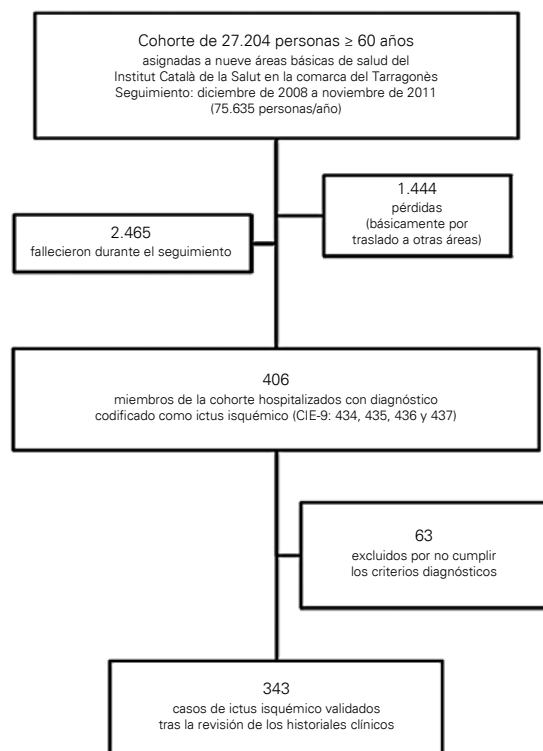 Cohorte de 27.204 personas ≥ 60 años
asignadas a nueve áreas básicas de salud del
Institut Català de la Salut en la comarca del Tarragonès
Seguimiento: diciembre de 2008 a noviembre de 2011
(75.635 personas/año)
1.444
pérdidas
(básicamente por
traslado a otras áreas)
2.465
fallecieron durante el seguimiento
406
miembros de la cohorte hospitalizados con diagnóstico
codificado como ictus isquémico (CIE-9: 434, 435, 436 y 437)
63
excluidos por no cumplir
los criterios diagnósticos
343
casos de ictus isquémico validados
tras la revisión de los historiales clínicos